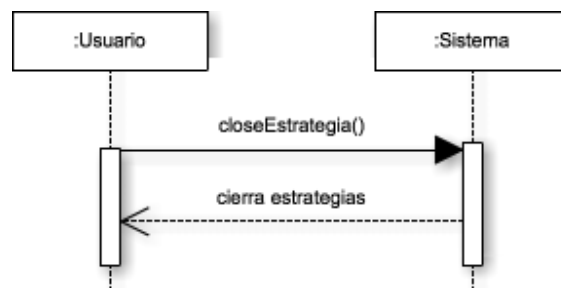 :Usuario
:Sistema
closeEstrategia()
cierra estrategias